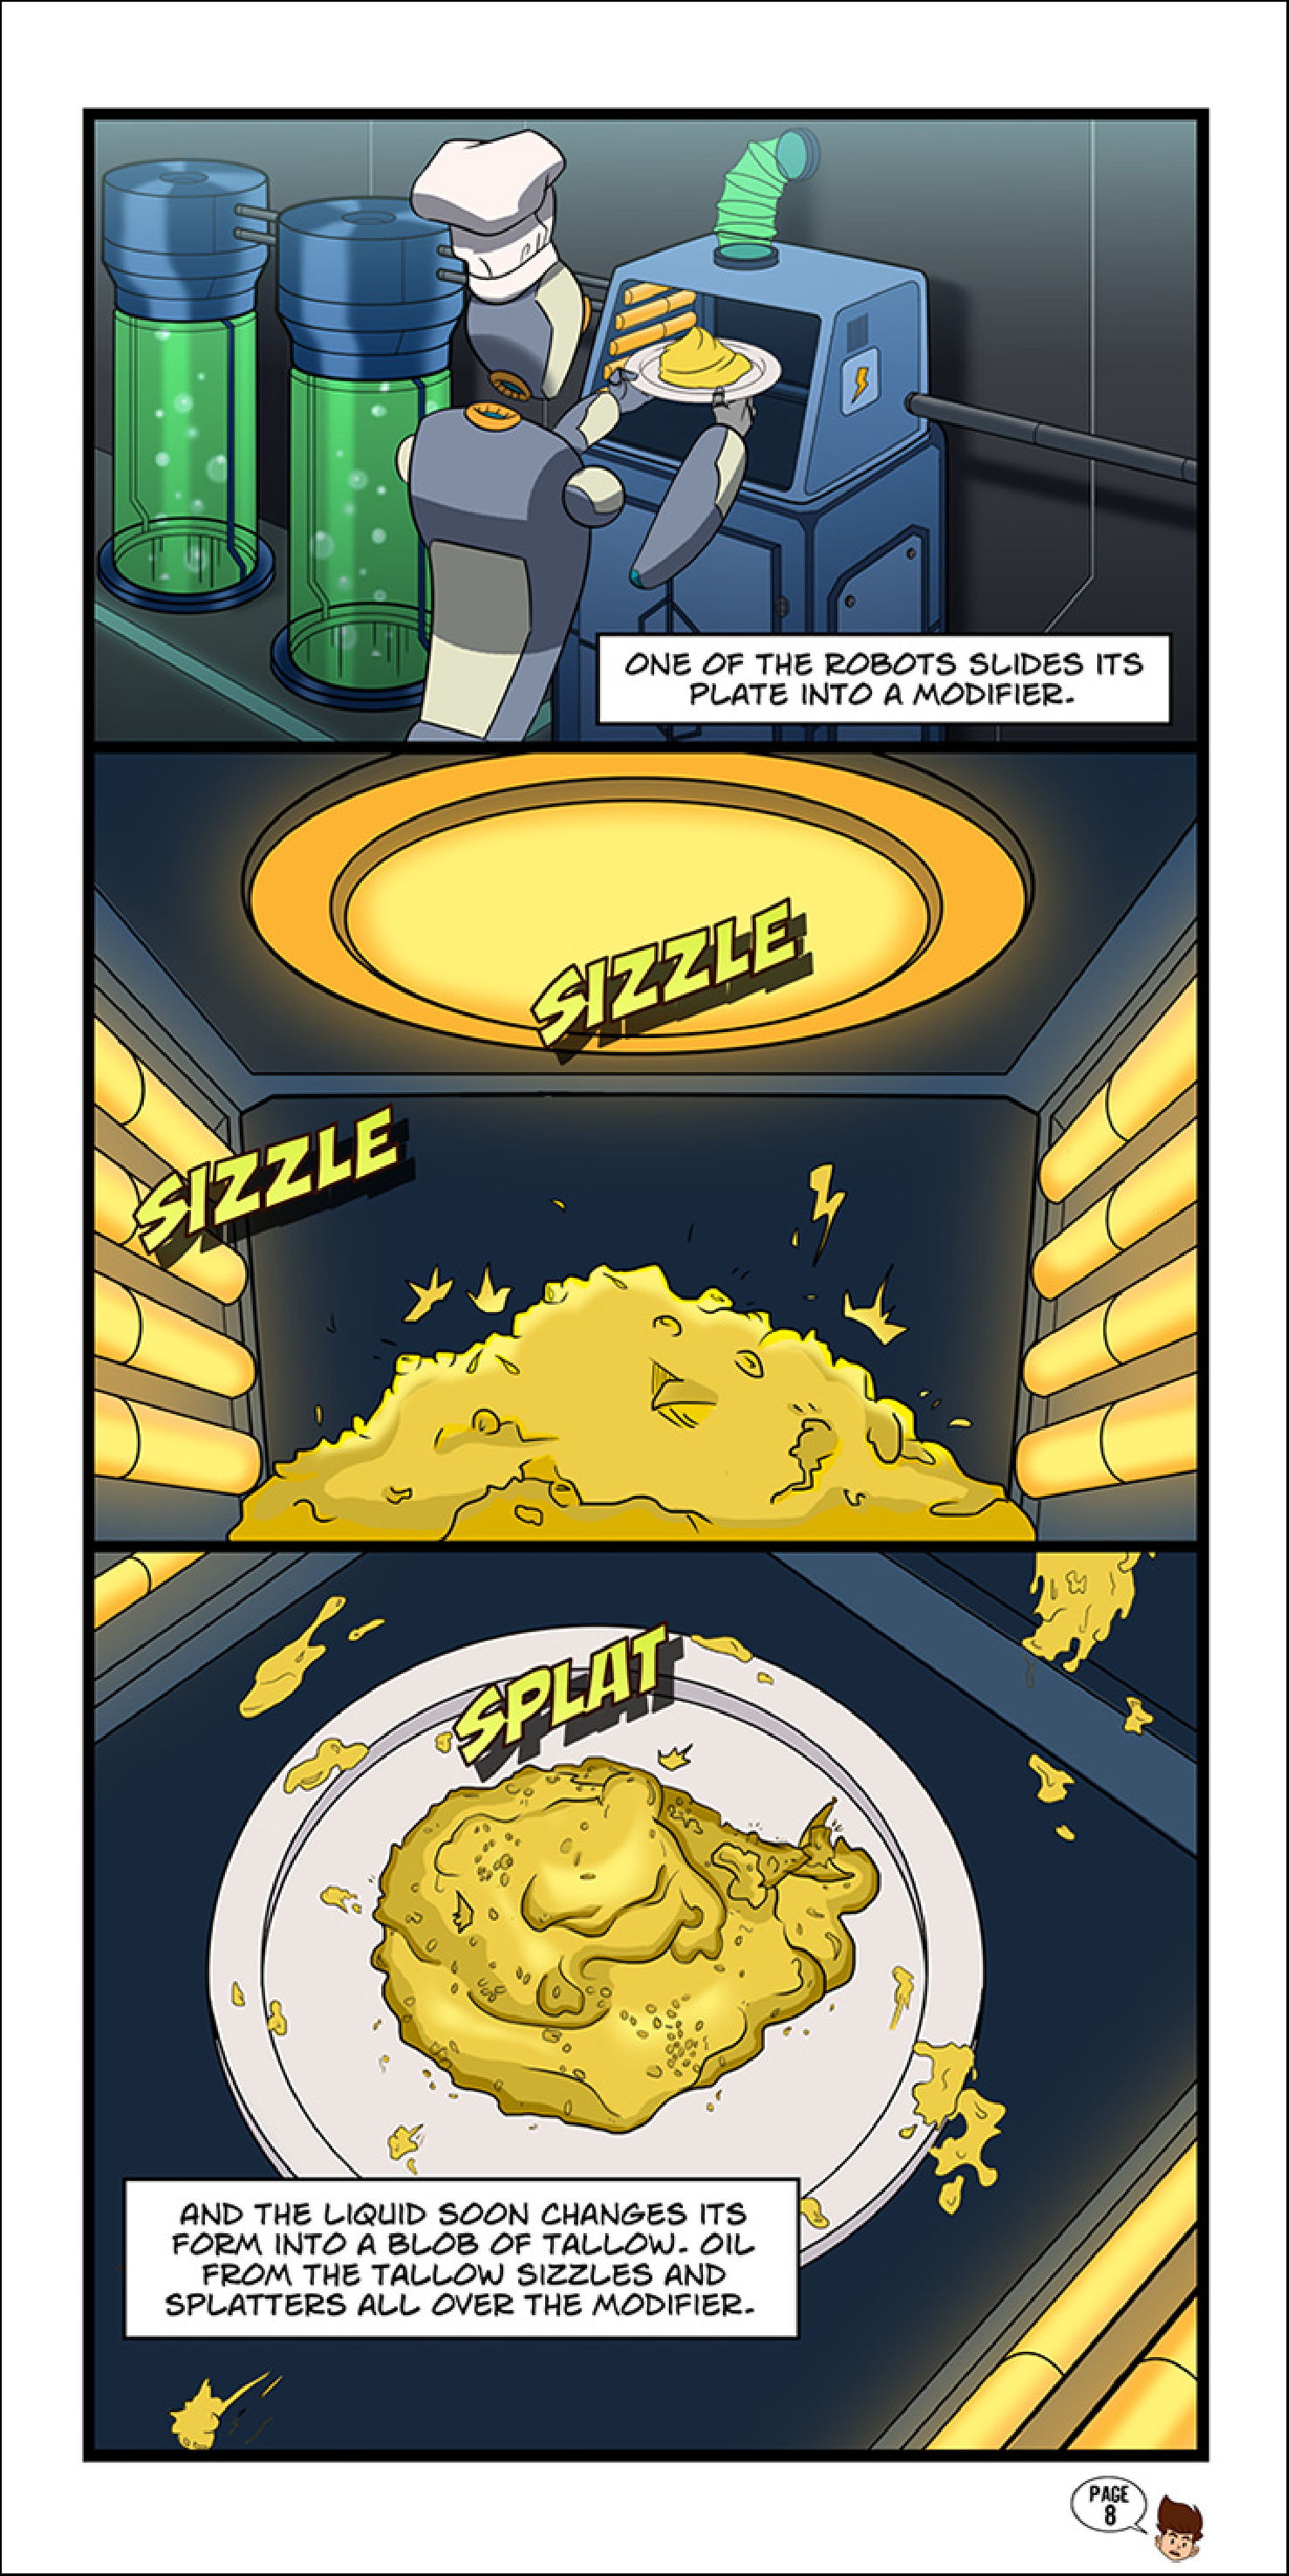 ONE OF THE ROBOTS SLIDES ITS
PLATE INTO A MODIFIER.
SIZZLE
SIZZLE
SPLAT
AND THE LIQUID SOON CHANGES ITS
FORM INTO A BLOB OF TALLOW. OIL
FROM THE TALLOW SIZZLES AND
SPLATTERS ALL OVER THE MODIFIER.
PAGE
8